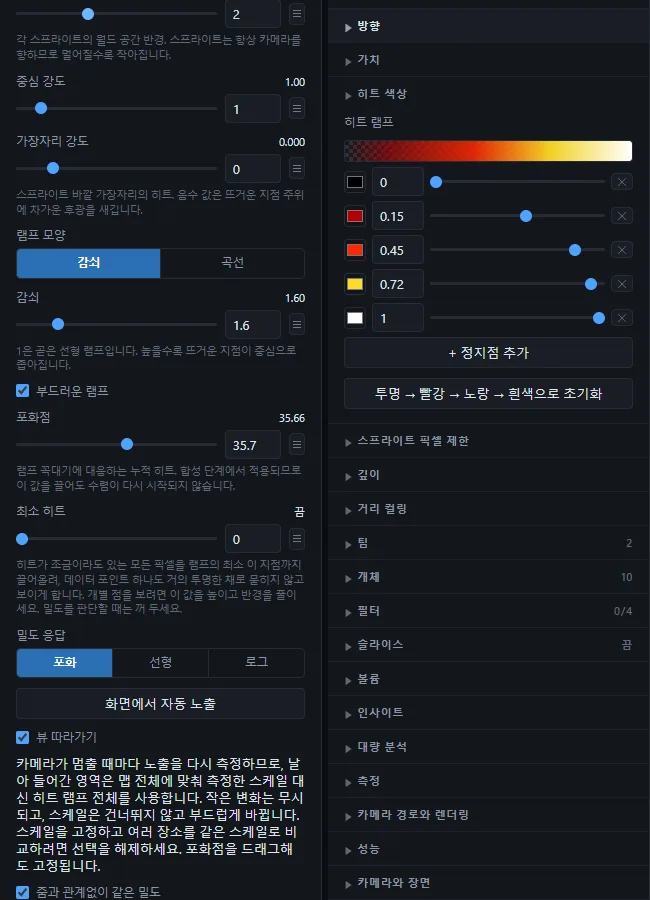 2
각 스프라이트의 월드 공간 반경. 스프라이트는 항상 카메라를
향하므로 멀어질수록 작아집니다.
중심 강도 1.00
1
가장자리 강도 0.000
0
스프라이트 바깥 가장자리의 히트. 음수 값은 뜨거운 지점 주위
에 차가운 후광을 새깁니다.
램프 모양
감쇠 곡선
감쇠 1.60
1.6
1은 곧은 선형 램프입니다. 높을수록 뜨거운 지점이 중심으로
좁아집니다.
부드러운 램프
포화점 35.66
35.7
램프 꼭대기에 대응하는 누적 히트. 합성 단계에서 적용되므로
이 값을 끌어도 수렴이 다시 시작되지 않습니다.
최소 히트 끔
0
히트가 조금이라도 있는 모든 픽셀을 램프의 최소 이 지점까지
끌어올려, 데이터 포인트 하나도 거의 투명한 채로 묻히지 않고
보이게 합니다. 개별 점을 보려면 이 값을 높이고 반경을 줄이
세요. 밀도를 판단할 때는 꺼 두세요.
밀도 응답
포화 선형 로그
화면에서 자동 노출
뷰 따라가기
카메라가 멈출 때마다 노출을 다시 측정하므로, 날
아 들어간 영역은 맵 전체에 맞춰 측정한 스케일 대
신 히트 램프 전체를 사용합니다. 작은 변화는 무시
되고, 스케일은 건너뛰지 않고 부드럽게 바뀝니다.
스케일을 고정하고 여러 장소를 같은 스케일로 비
교하려면 선택을 해제하세요. 포화점을 드래그해
도 고정됩니다.
줌과 관계없이 같은 밀도
방향
가치
히트 색상
히트 램프
0
0.15
0.45
0.72
1
+ 정지점 추가
투명 → 빨강 → 노랑 → 흰색으로 초기화
스프라이트 픽셀 제한
깊이
거리 컬링
팀 2
개체 10
필터 0/4
슬라이스 끔
볼륨
인사이트
대량 분석
측정
카메라 경로와 렌더링
성능
카메라와 장면